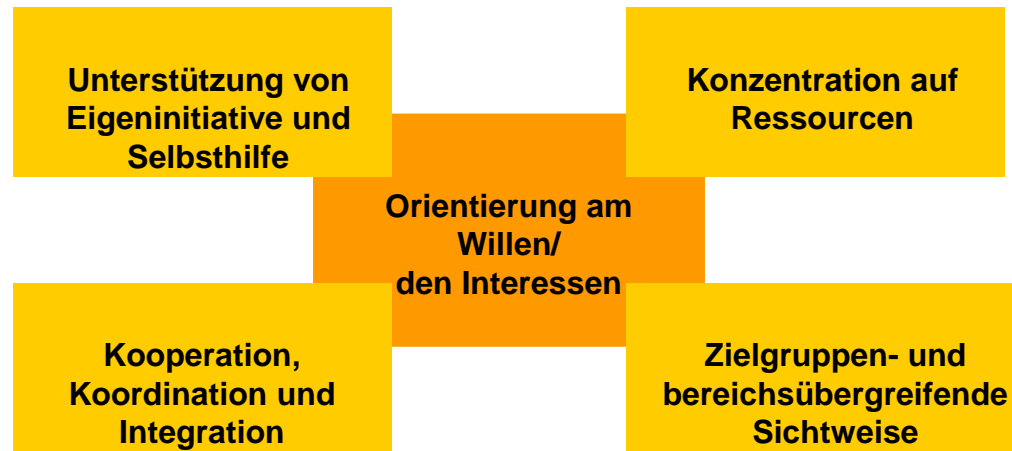 Unterstützung von
Eigeninitiative und
Selbsthilfe
Konzentration auf
Ressourcen
Orientierung am
Willen/
den Interessen
Kooperation,
Koordination und
Integration
Zielgruppen- und
bereichsübergreifende
Sichtweise